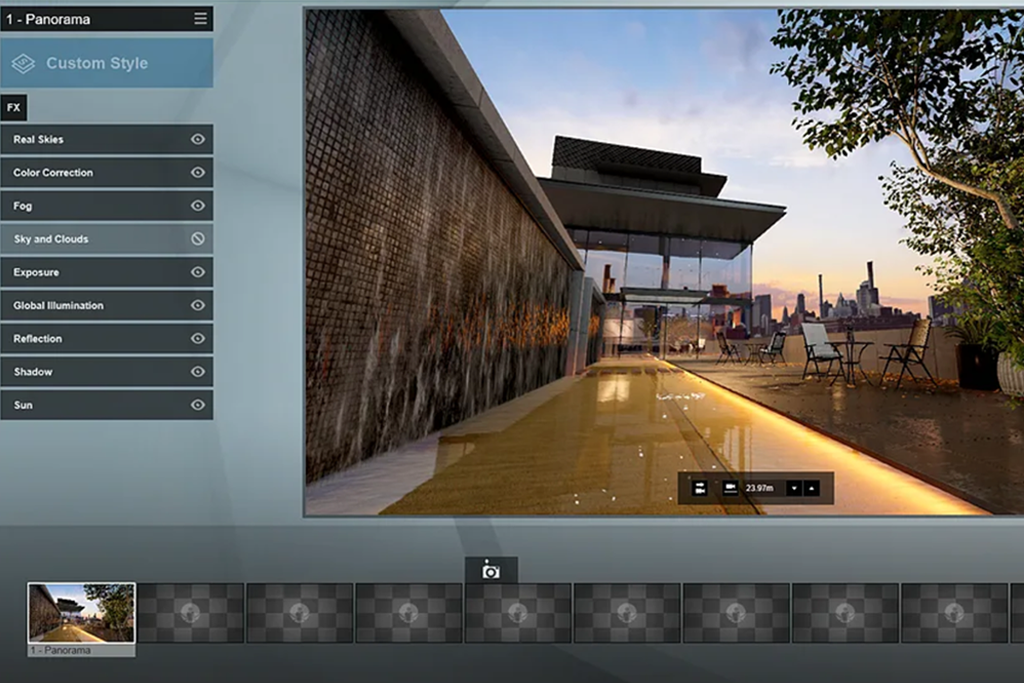 1 - Panorama
Custom Style
FX
Real Skies
Color Correction
Fog
Sky and Clouds
Exposure
Global Illumination
Reflection
Shadow
Sun
23.97m
1 - Panorama